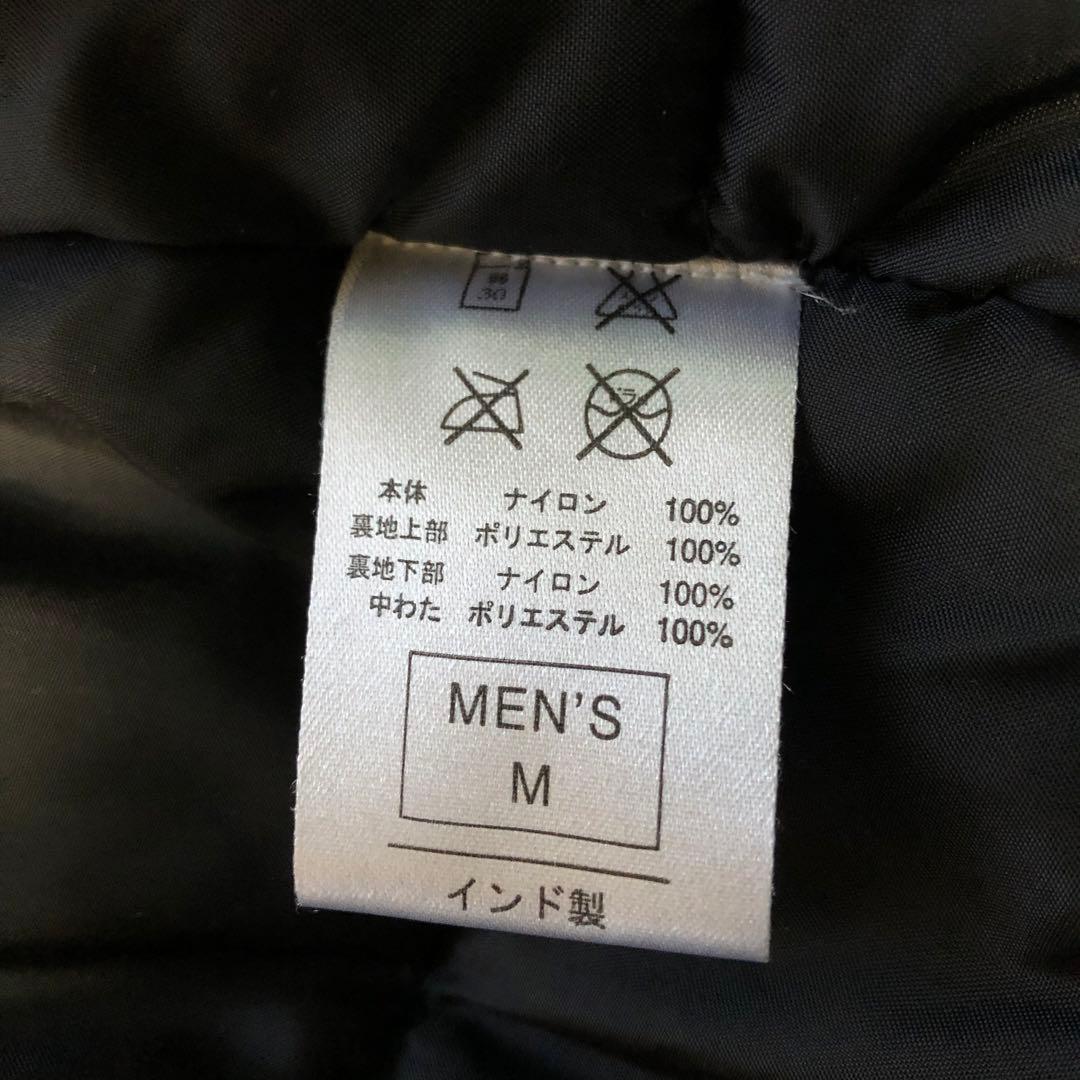 30
本体 ナイロン 100%
裏地上部 ポリエステル 100%
裏地下部 ナイロン 100%
中わた ポリエステル 100%
MEN'S
M
インド製